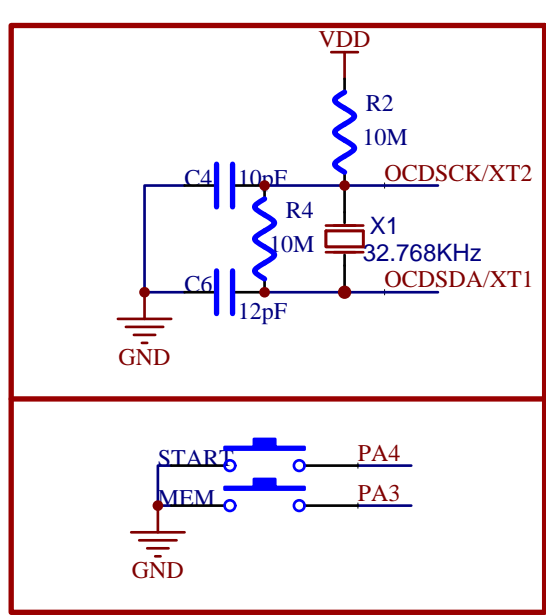 VDD
R2
10M
C4 10pF
OCDSCK/XT2
R4
10M
X1
32.768KHz
C6
12pF
OCDSDA/XT1
GND
START
PA4
MEM
PA3
GND